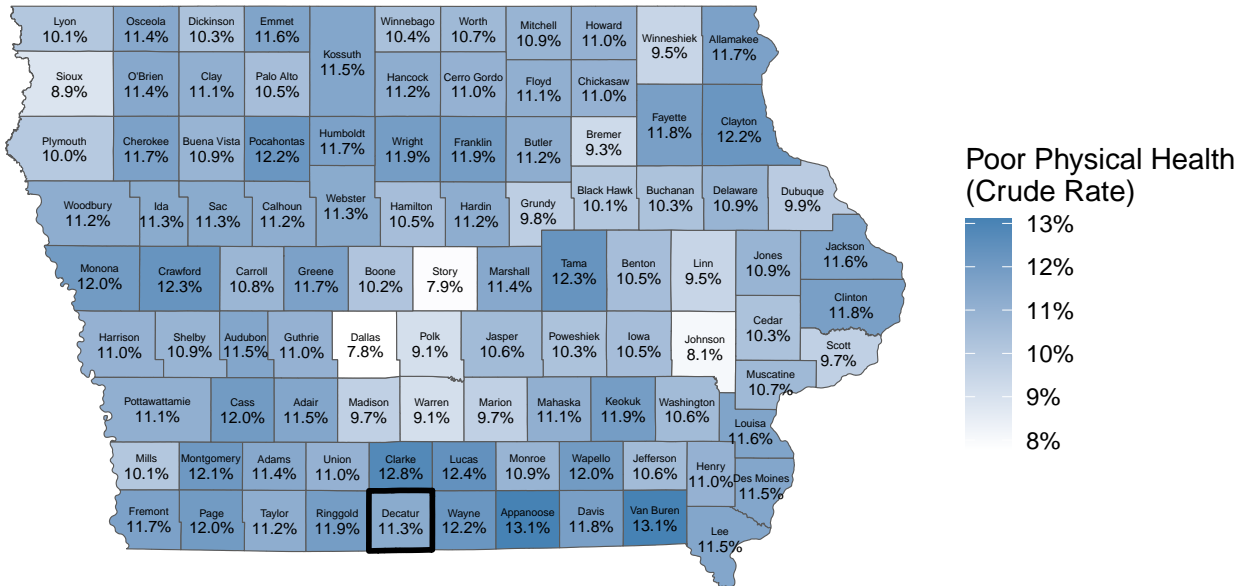 Lyon
10.1%
Osceola
11.4%
Dickinson
10.3%
Emmet
11.6%
Kossuth
11.5%
Winnebago
10.4%
Worth
10.7%
Mitchell
10.9%
Howard
11.0%
Winneshiek
9.5%
Allamakee
11.7%
Sioux
8.9%
O'Brien
11.4%
Clay
11.1%
Palo Alto
10.5%
Hancock
11.2%
Cerro Gordo
11.0%
Floyd
11.1%
Chickasaw
11.0%
Fayette
11.8%
Clayton
12.2%
Plymouth
10.0%
Cherokee
11.7%
Buena Vista
10.9%
Pocahontas
12.2%
Humboldt
11.7%
Wright
11.9%
Franklin
11.9%
Butler
11.2%
Bremer
9.3%
Woodbury
11.2%
Ida
11.3%
Sac
11.3%
Calhoun
11.2%
Webster
11.3%
Hamilton
10.5%
Hardin
11.2%
Grundy
9.8%
Black Hawk
10.1%
Buchanan
10.3%
Delaware
10.9%
Dubuque
9.9%
Monona
12.0%
Crawford
12.3%
Carroll
10.8%
Greene
11.7%
Boone
10.2%
Story
7.9%
Marshall
11.4%
Tama
12.3%
Benton
10.5%
Linn
9.5%
Jones
10.9%
Jackson
11.6%
Clinton
11.8%
Harrison
11.0%
Shelby
10.9%
Audubon
11.5%
Guthrie
11.0%
Dallas
7.8%
Polk
9.1%
Jasper
10.6%
Poweshiek
10.3%
Iowa
10.5%
Johnson
8.1%
Cedar
10.3%
Scott
9.7%
Muscatine
10.7%
Pottawattamie
11.1%
Cass
12.0%
Adair
11.5%
Madison
9.7%
Warren
9.1%
Marion
9.7%
Mahaska
11.1%
Keokuk
11.9%
Washington
10.6%
Louisa
11.6%
Mills
10.1%
Montgomery
12.1%
Adams
11.4%
Union
11.0%
Clarke
12.8%
Lucas
12.4%
Monroe
10.9%
Wapello
12.0%
Jefferson
10.6%
Henry
11.0%
Des Moines
11.5%
Fremont
11.7%
Page
12.0%
Taylor
11.2%
Ringgold
11.9%
Decatur
11.3%
Wayne
12.2%
Appanoose
13.1%
Davis
11.8%
Van Buren
13.1%
Lee
11.5%
Poor Physical Health
(Crude Rate)
13%
12%
11%
10%
9%
8%